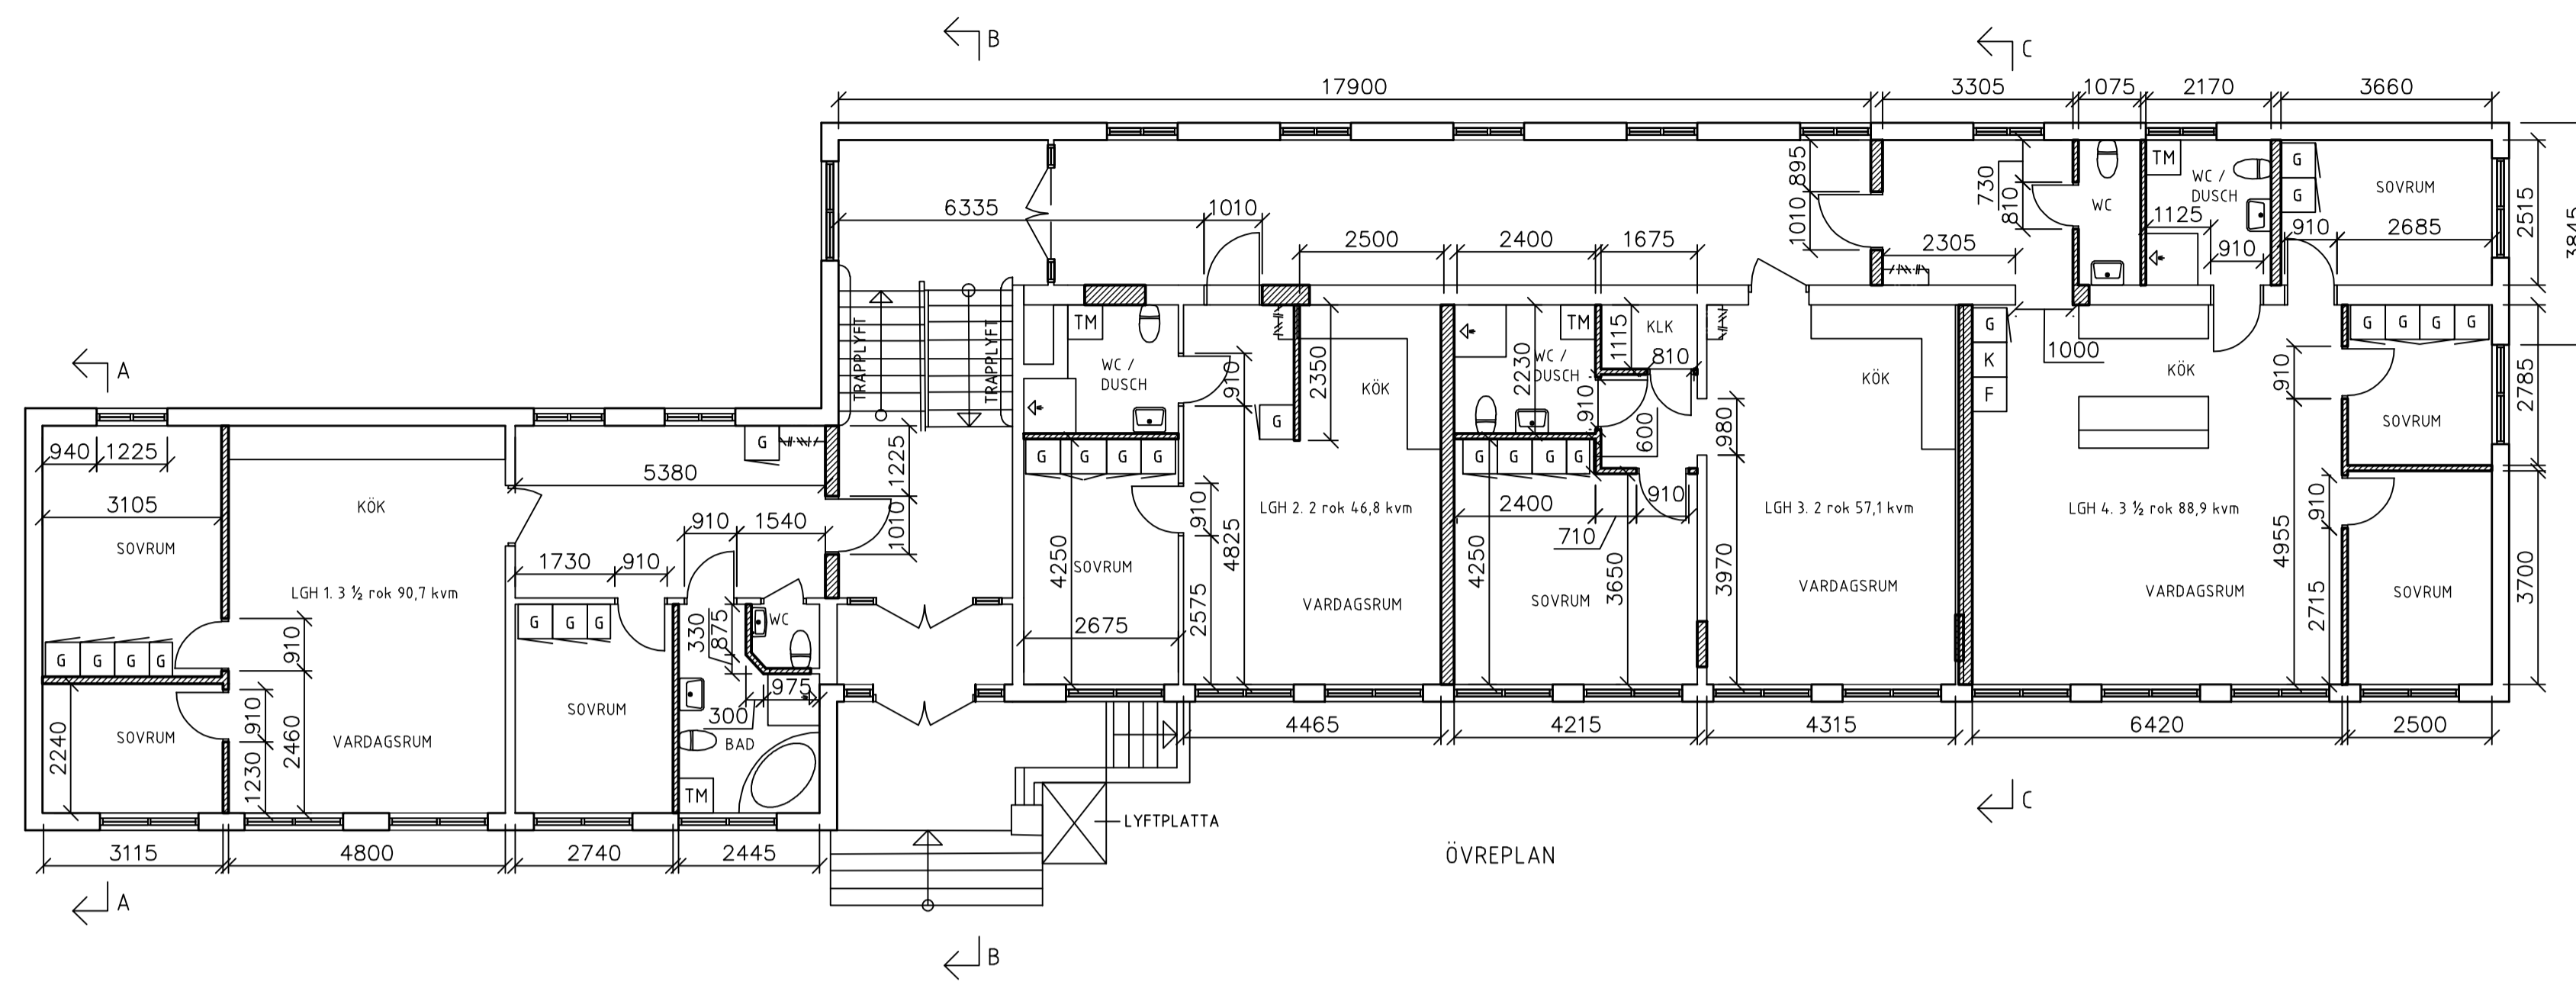 B
C
17900
3305
1075
2170
3660
895
1010
730
810
TM
WC /
DUSCH
WC
G
G
SOVRUM
2515
3845
6335
1010
2500
2400
1675
2305
1125
910
910
2685
TRAPPLYFT
TRAPPLYFT
TM
WC /
DUSCH
910
2350
KÖK
G
TM
WC /
DUSCH
2230
1115
KLK
810
910
600
980
KÖK
G
K
F
1000
KÖK
910
G
G
G
G
SOVRUM
2785
A
940
1225
3105
SOVRUM
KÖK
G
5380
1225
1010
910
1540
1730
910
G
G
G
G
4250
SOVRUM
910
4825
2575
2675
LGH 2. 2 rok 46,8 kvm
VARDAGSRUM
G
G
G
G
2400
910
710
4250
SOVRUM
3650
3970
LGH 3. 2 rok 57,1 kvm
VARDAGSRUM
LGH 4. 3 ½ rok 88,9 kvm
VARDAGSRUM
4955
910
2715
SOVRUM
3700
LGH 1. 3 ½ rok 90,7 kvm
G
G
G
G
910
2460
910
1230
2240
SOVRUM
VARDAGSRUM
G
G
G
SOVRUM
330
875
WC
975
300
BAD
TM
4465
4215
4315
6420
2500
3115
4800
2740
2445
LYFTPLATTA
C
ÖVREPLAN
A
B